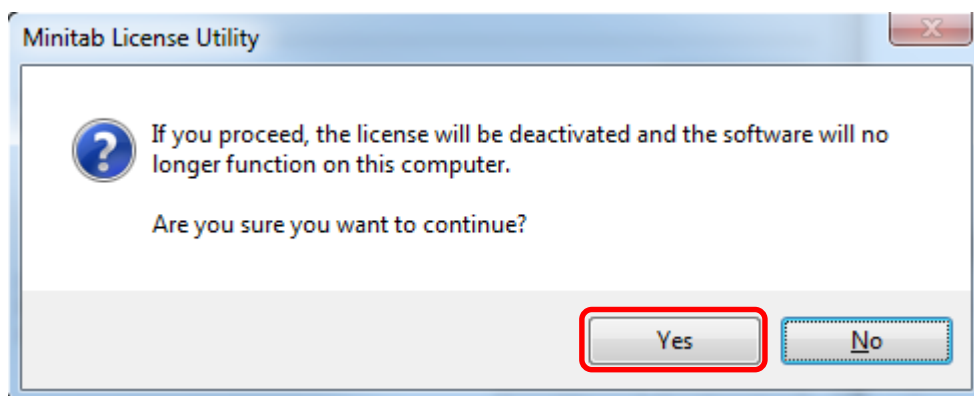 Minitab License Utility
If you proceed, the license will be deactivated and the software will no
longer function on this computer.
Are you sure you want to continue?
Yes
No